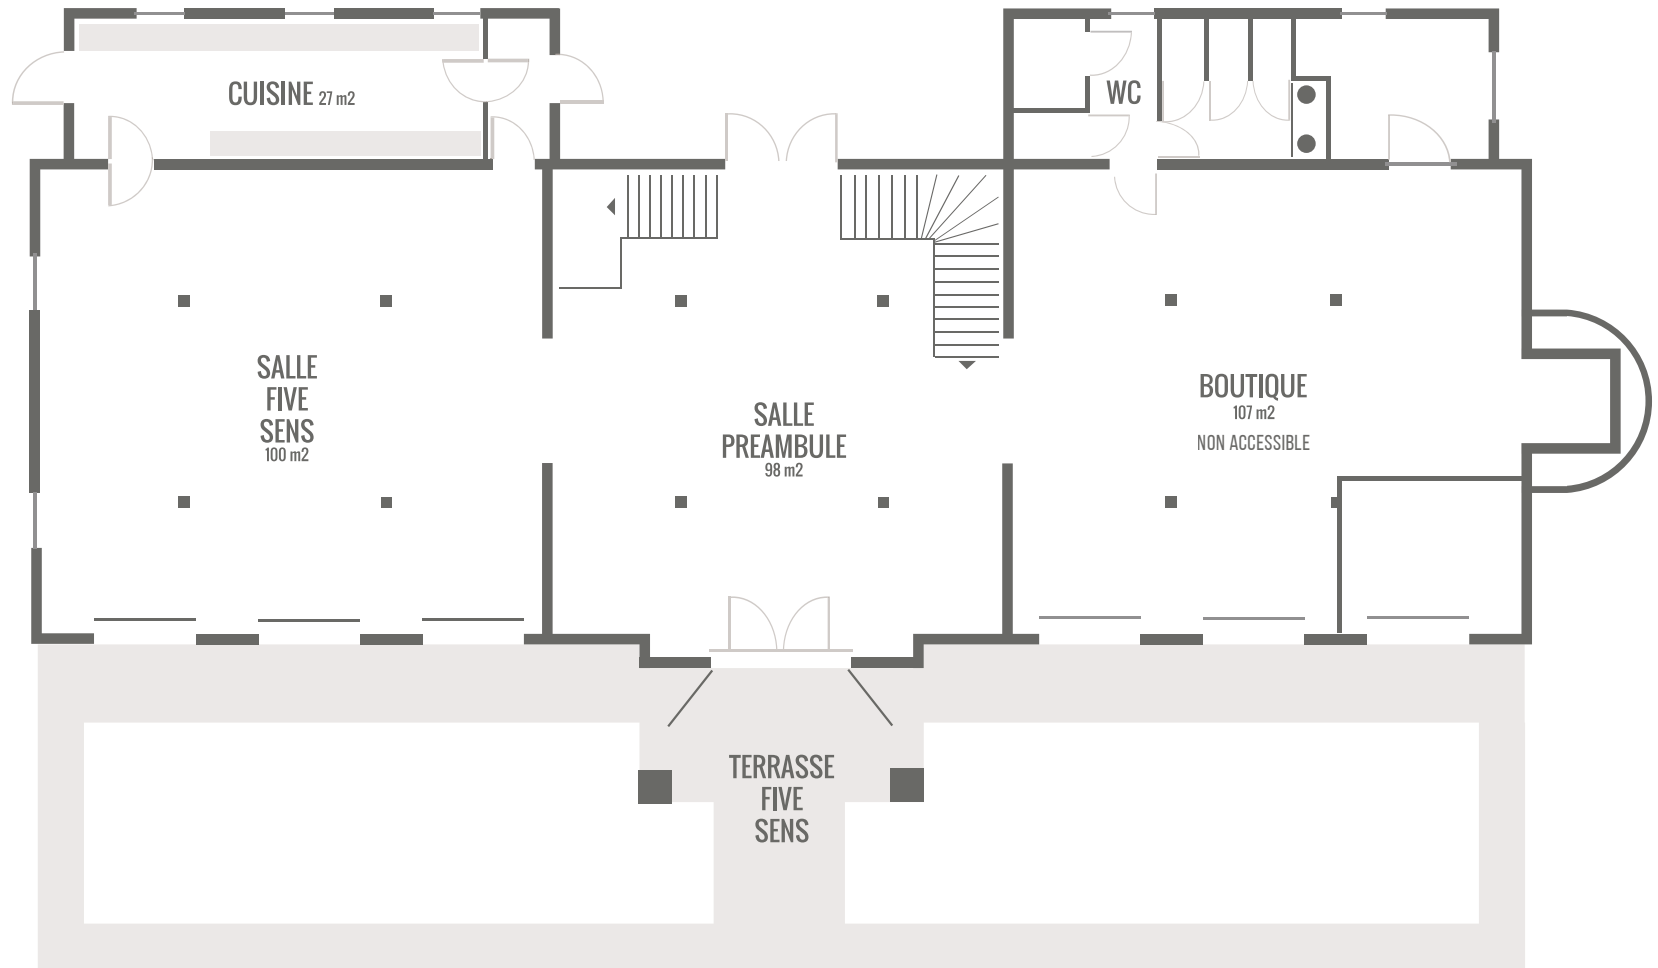 CUISINE 27 m2
WC
SALLE
FIVE
SENS
100 m2
SALLE
PREAMBULE
98 m2
BOUTIQUE
107 m2
NON ACCESSIBLE
TERRASSE
FIVE
SENS